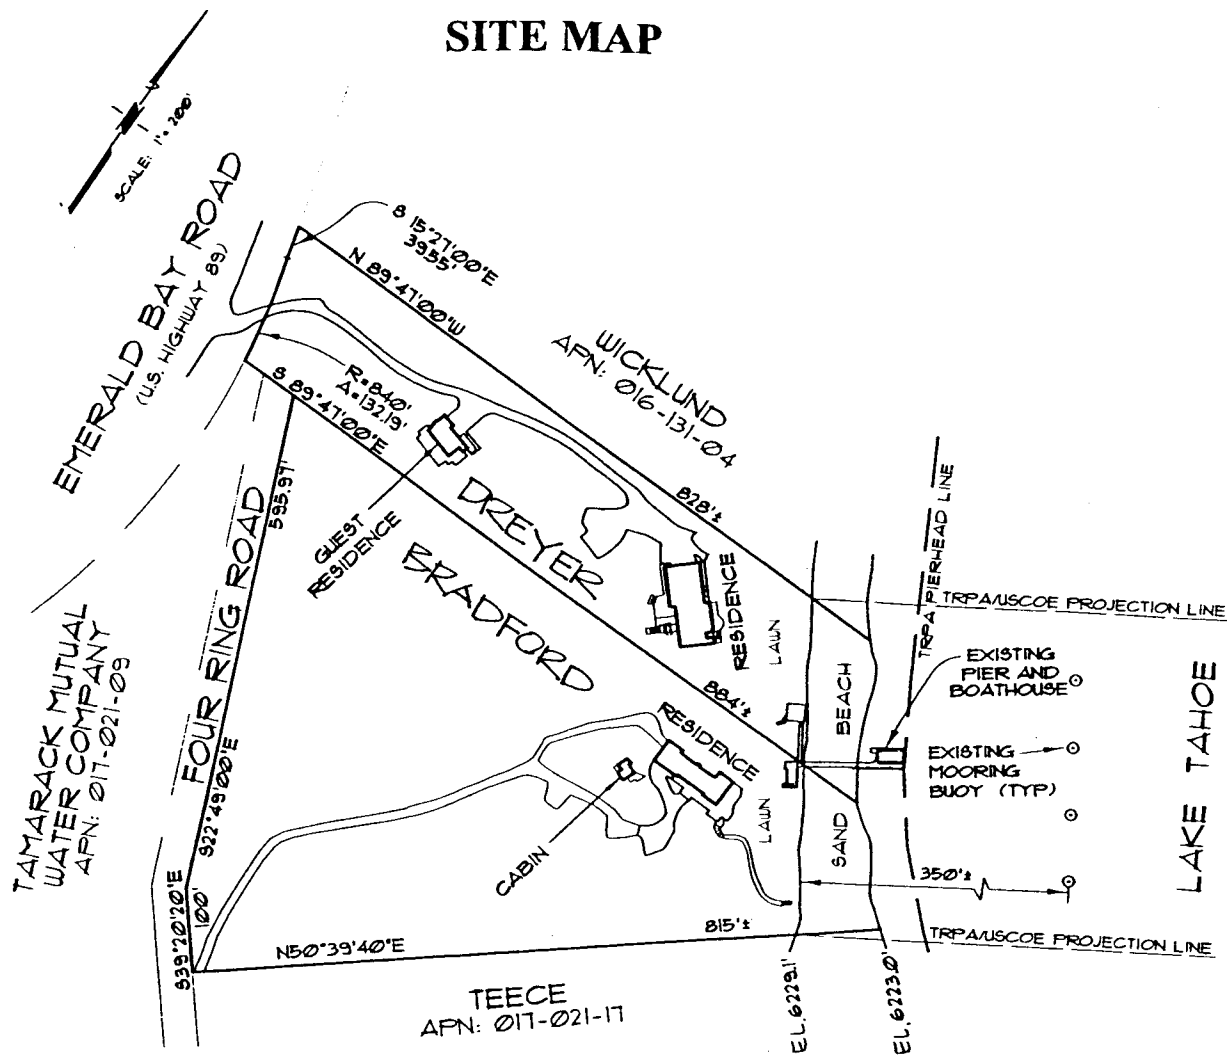 SITE MAP
SCALE: 1"= 200'
EMERALD BAY ROAD
(U.S. HIGHWAY 89)
S 15°27'00"E
39.55'
N 89°47'00"W
WICKLUND
APN: 016-131-04
R=840'
A=132.19'
S 89°47'00"E
828'±
GUEST
RESIDENCE
DREYER
BRADFORD
RESIDENCE
LAWN
884'±
595.97'
FOUR RING ROAD
S22°49'00"E
TAMARACK MUTUAL
WATER COMPANY
APN: 017-021-09
RESIDENCE
CABIN
LAWN
BEACH
SAND
TRPA PIERHEAD LINE
TRPA/USCOE PROJECTION LINE
EXISTING
PIER AND
BOATHOUSE
EXISTING
MOORING
BUOY (TYP)
LAKE TAHOE
350'±
S39°20'20"E
100'
N50°39'40"E
815'±
TRPA/USCOE PROJECTION LINE
TEECE
APN: 017-021-17
EL. 6229.1'
EL. 6223.0'